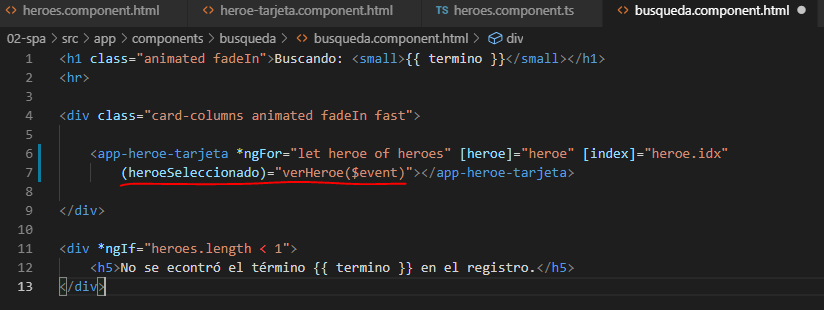 <> heroes.component.html <> heroe-tarjeta.component.html TS heroes.component.ts <> busqueda.component.html ●
02-spa > src > app > components > busqueda > <> busqueda.component.html > div
1 <h1 class="animated fadeIn">Buscando: <small>{{ termino }}</small></h1>
2 <hr>
3
4 <div class="card-columns animated fadeIn fast">
5
6 <app-heroe-tarjeta *ngFor="let heroe of heroes" [heroe]="heroe" [index]="heroe.idx"
7 (heroeSeleccionado)="verHeroe($event)"></app-heroe-tarjeta>
8
9 </div>
10
11 <div *ngIf="heroes.length < 1">
12 <h5>No se econtró el término {{ termino }} en el registro.</h5>
13 </div>